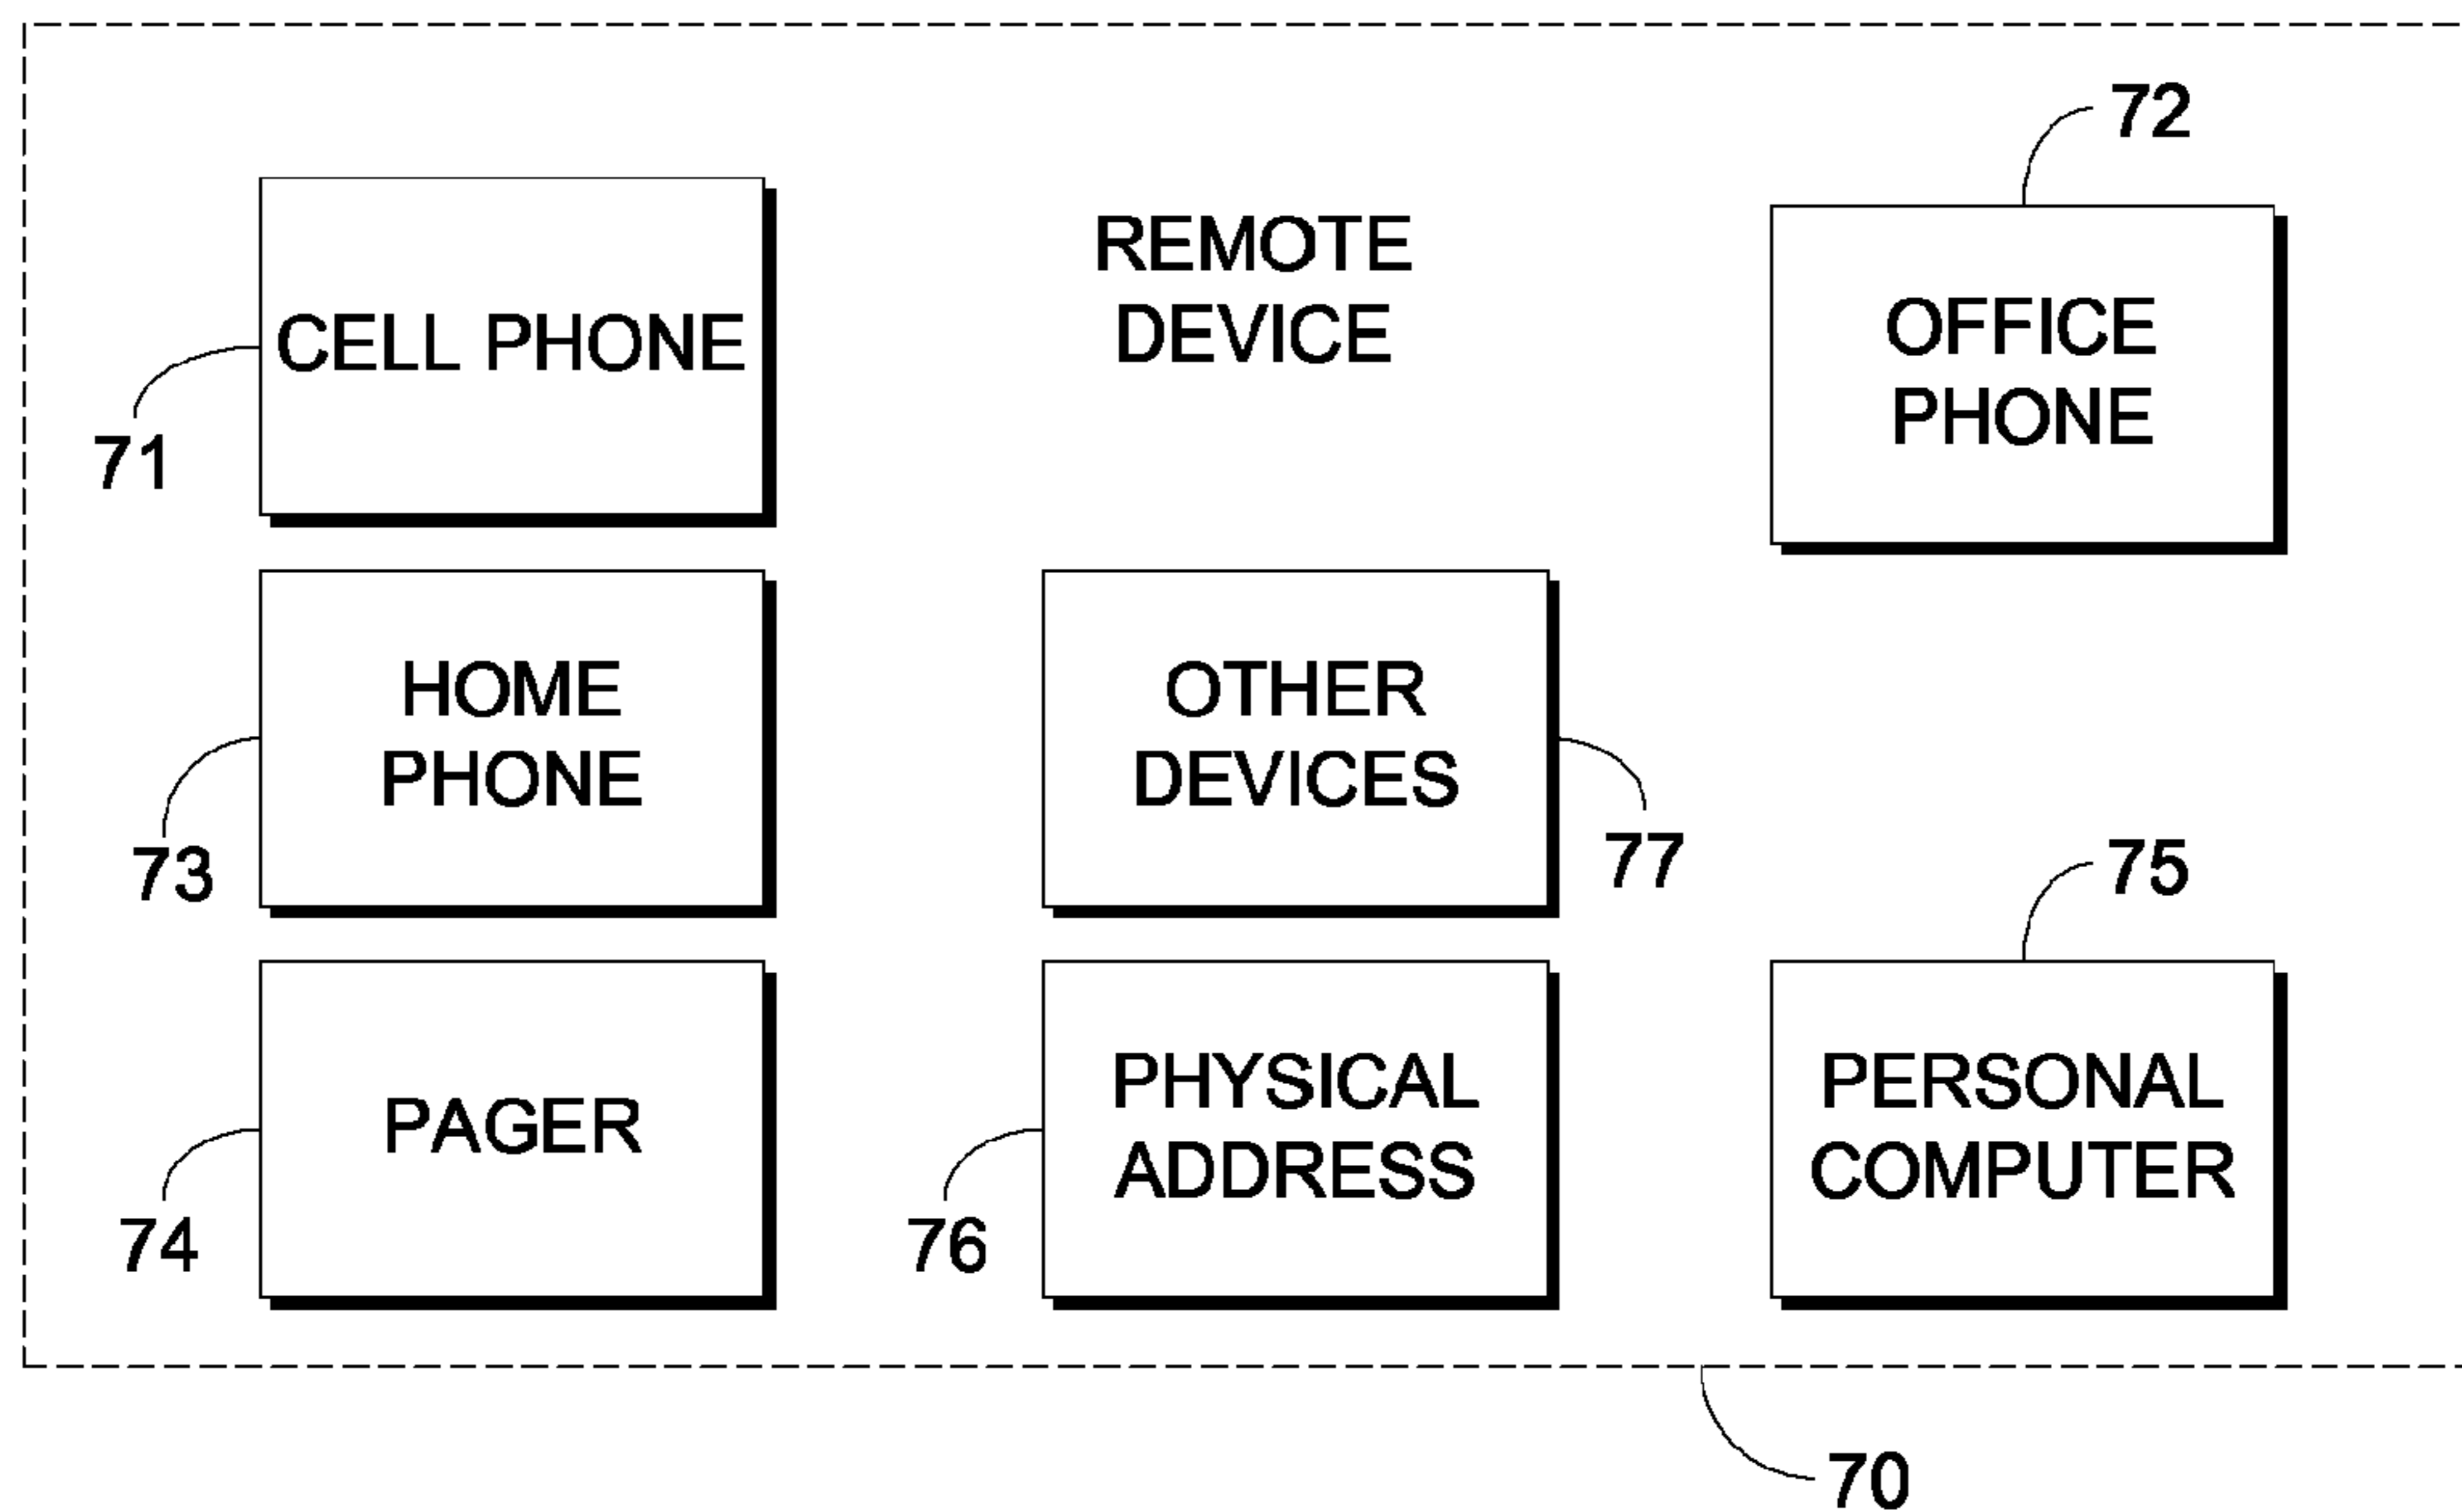 72
CELL PHONE
71
REMOTE
DEVICE
OFFICE
PHONE
HOME
PHONE
73
OTHER
DEVICES
77
75
PAGER
74
PHYSICAL
ADDRESS
76
PERSONAL
COMPUTER
70